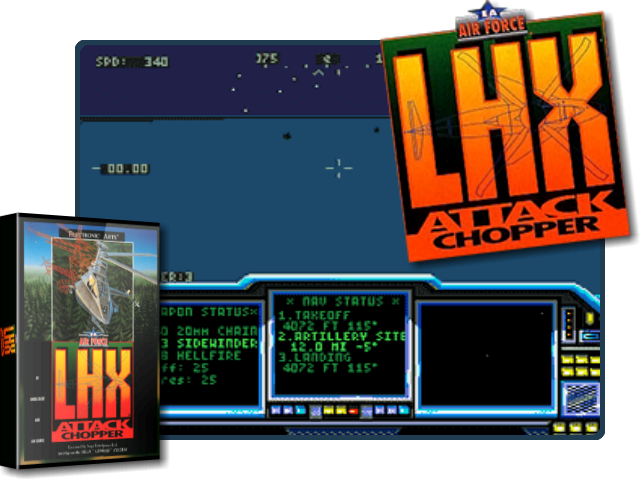 SPD: 340
375
00.00
EA
AIR FORCE
LHX
ATTACK
CHOPPER
APON STATUS×
20MM CHAIN
3 SIDEWINDER
8 HELLFIRE
ff: 25
res: 25
× NAV STATUS ×
1.TAKEOFF
4072 FT 115°
2.ARTILLERY SITE
12.0 MI -5°
3.LANDING
4072 FT 115°
ELECTRONIC ARTS
AIR FORCE
LHX
ATTACK
CHOPPER